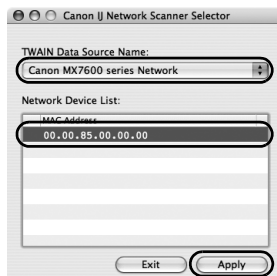 Canon IJ Network Scanner Selector
TWAIN Data Source Name:
Canon MX7600 series Network
Network Device List:
MAC Address
00.00.85.00.00.00
Exit
Apply